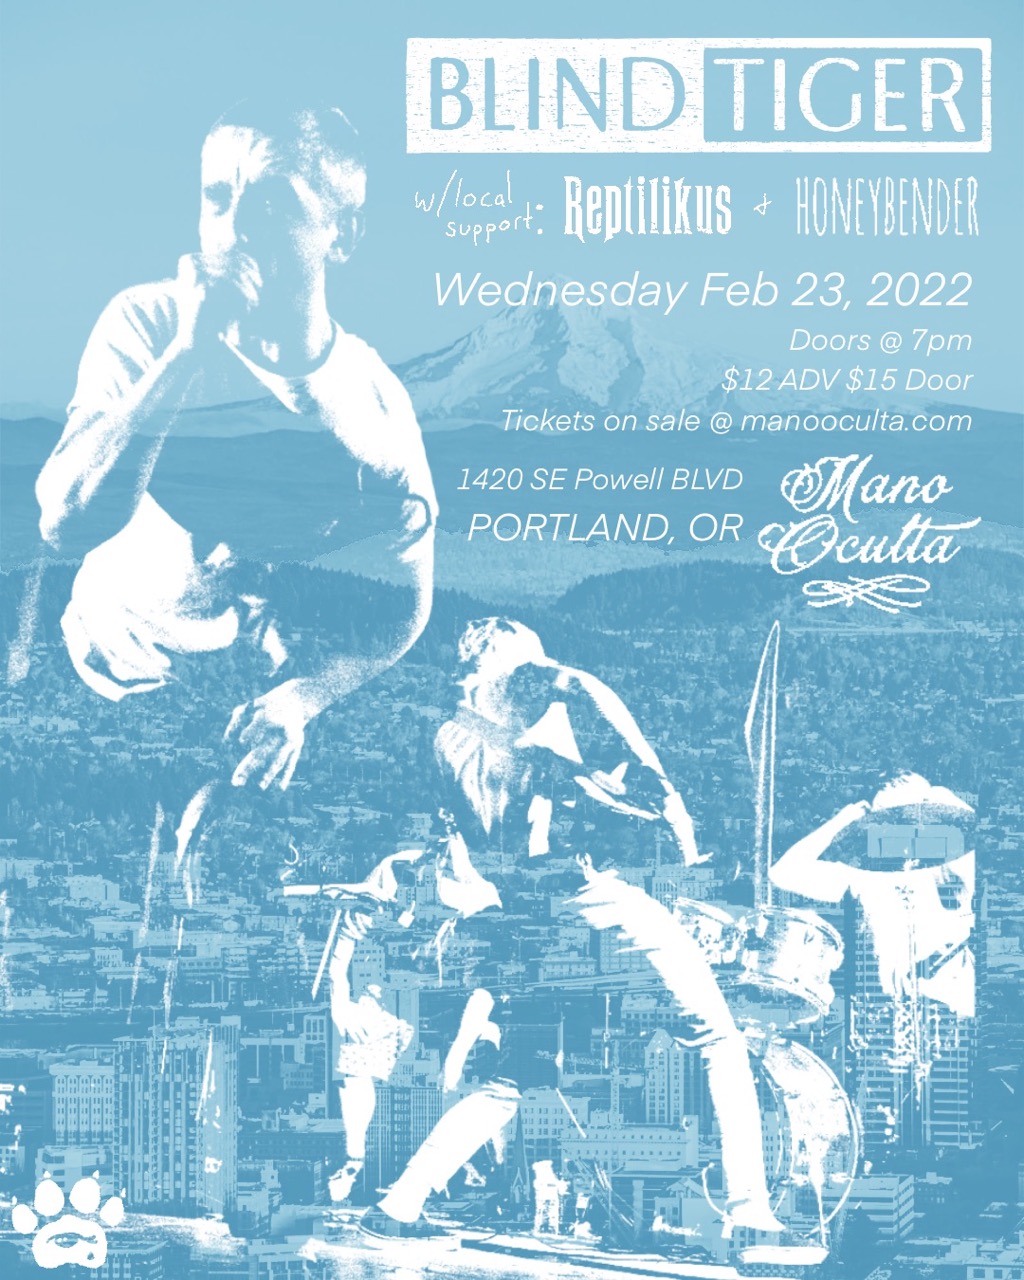 BLIND TIGER
w/local support: Reptilikus & HONEYBENDER
Wednesday Feb 23, 2022
Doors @ 7pm
$12 ADV $15 Door
Tickets on sale @ manooculta.com
1420 SE Powell BLVD
PORTLAND, OR
Mano
Oculta